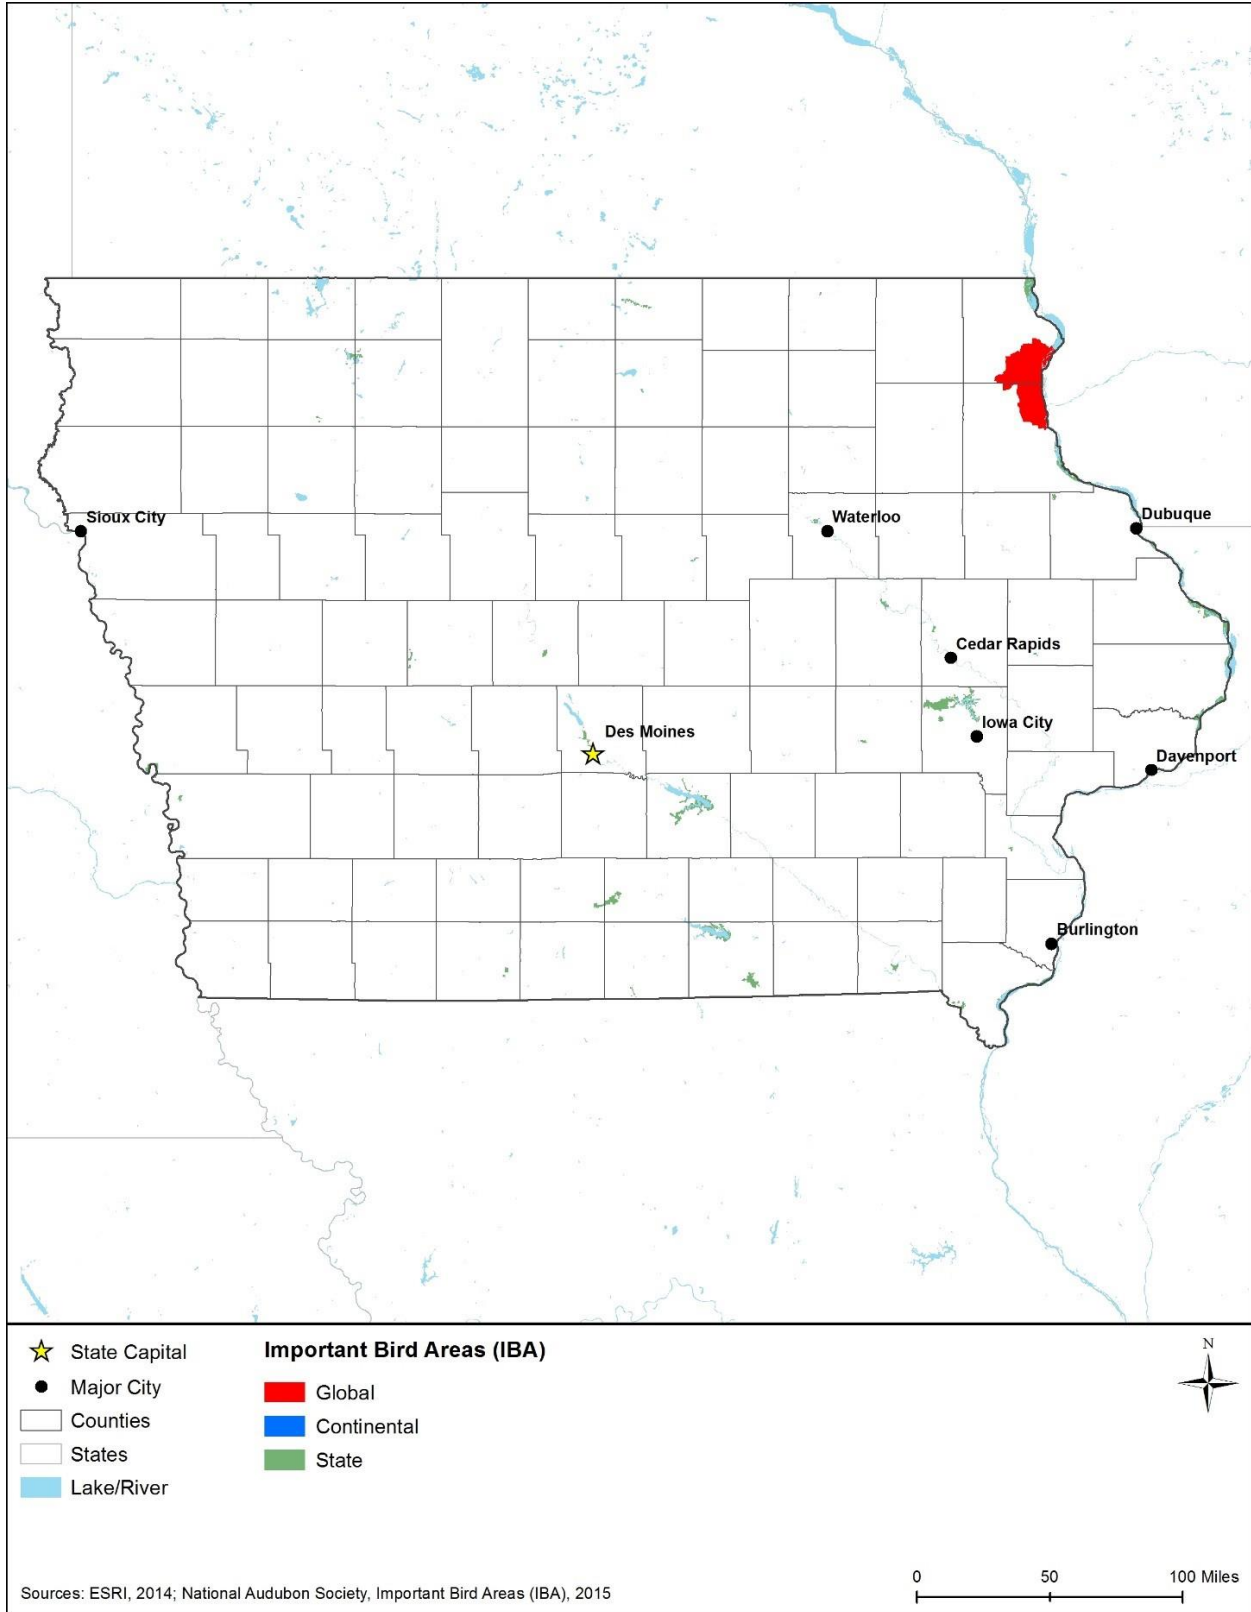 Sioux City
Waterloo
Dubuque
Cedar Rapids
Des Moines
Iowa City
Davenport
Burlington
State Capital
Major City
Counties
States
Lake/River
Important Bird Areas (IBA)
Global
Continental
State
N
Sources: ESRI, 2014; National Audubon Society, Important Bird Areas (IBA), 2015
0 50 100 Miles